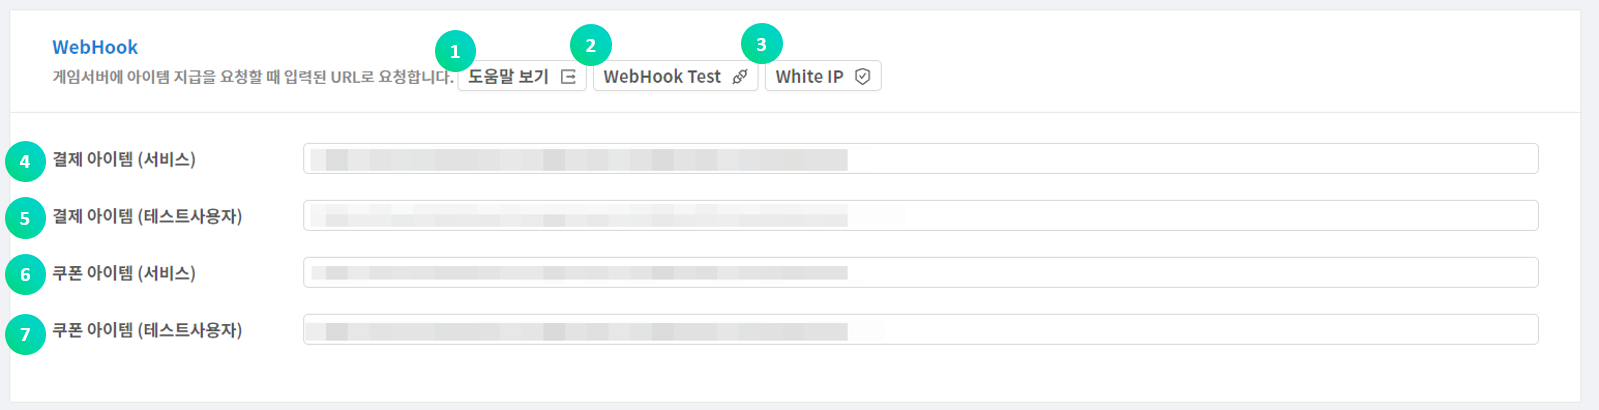 WebHook
게임서버에 아이템 지급을 요청할 때 입력된 URL로 요청합니다.
1 도움말 보기
2 WebHook Test
3 White IP
4 결제 아이템 (서비스)
5 결제 아이템 (테스트사용자)
6 쿠폰 아이템 (서비스)
7 쿠폰 아이템 (테스트사용자)